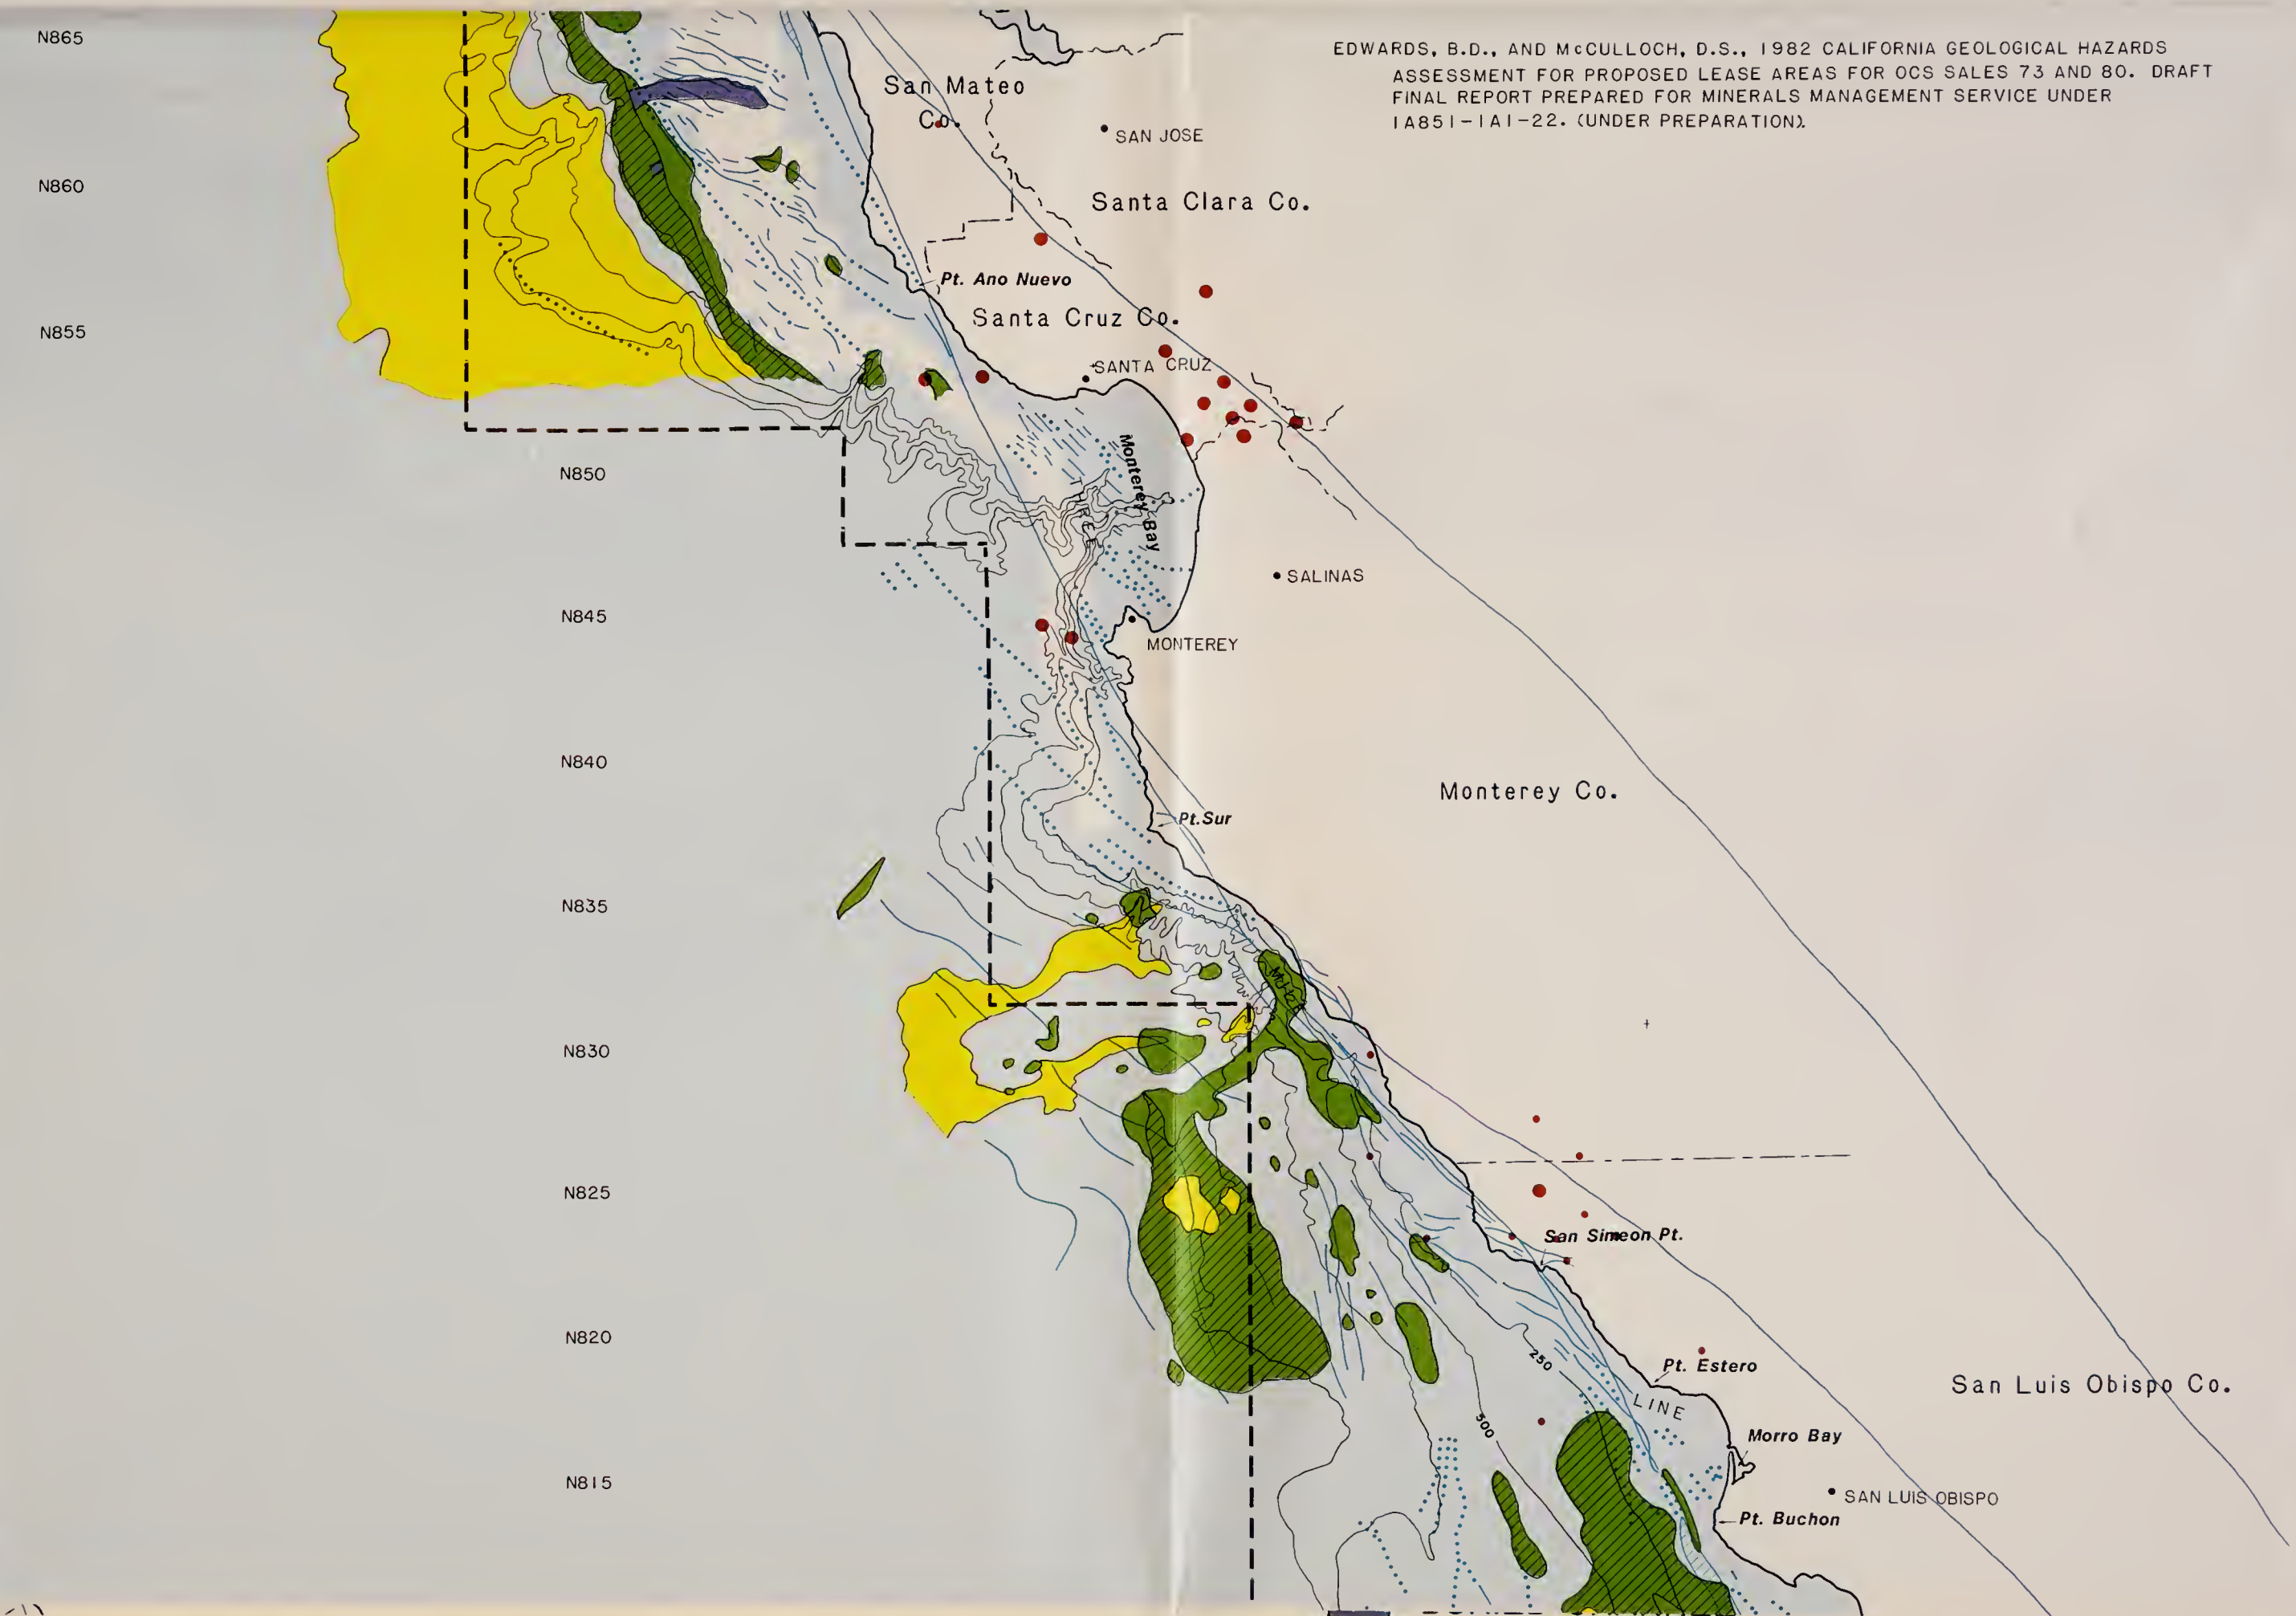 N865
EDWARDS, B.D., AND McCULLOCH, D.S., 1982 CALIFORNIA GEOLOGICAL HAZARDS
ASSESSMENT FOR PROPOSED LEASE AREAS FOR OCS SALES 73 AND 80. DRAFT
FINAL REPORT PREPARED FOR MINERALS MANAGEMENT SERVICE UNDER
IA851-IA1-22. (UNDER PREPARATION).
San Mateo
Co.
SAN JOSE
N860
Santa Clara Co.
Pt. Ano Nuevo
Santa Cruz Co.
N855
SANTA CRUZ
N850
Monterey Bay
THREE
SALINAS
N845
MONTEREY
N840
Monterey Co.
Pt. Sur
N835
N830
N825
San Simeon Pt.
N820
250
Pt. Estero
San Luis Obispo Co.
LINE
500
Morro Bay
N815
SAN LUIS OBISPO
Pt. Buchon